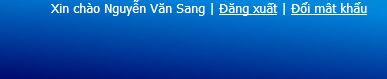 Xin chào Nguyễn Văn Sang | Đăng xuất | Đổi mật khẩu